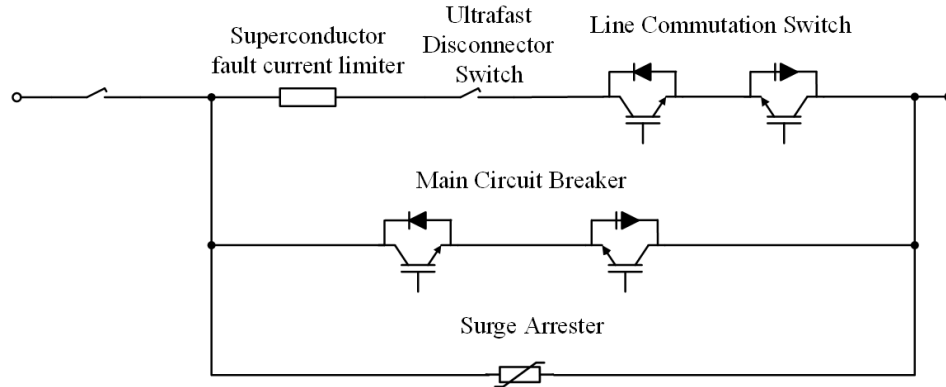 Superconductor
fault current limiter
Ultrafast
Disconnector
Switch
Line Commutation Switch
Main Circuit Breaker
Surge Arrester